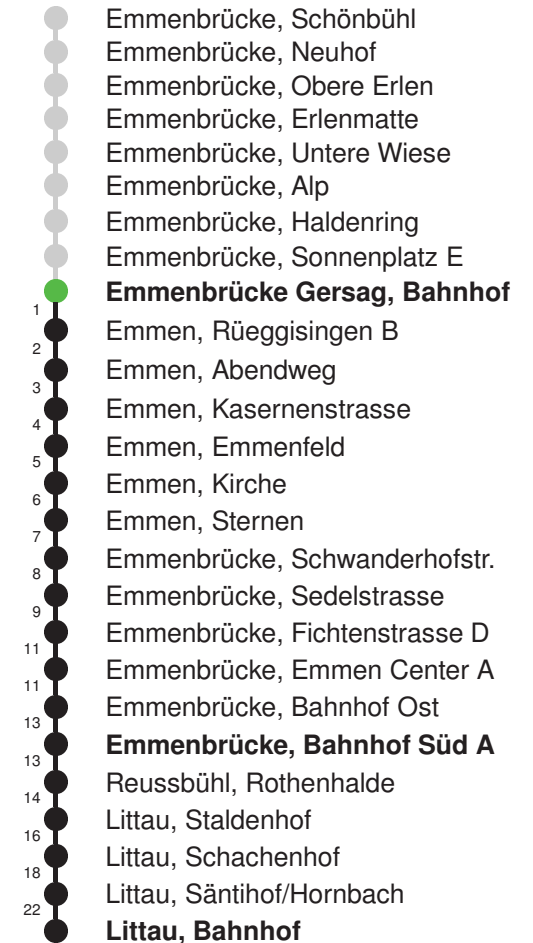 Emmenbrücke, Schönbühl
Emmenbrücke, Neuhof
Emmenbrücke, Obere Erlen
Emmenbrücke, Erlenmatte
Emmenbrücke, Untere Wiese
Emmenbrücke, Alp
Emmenbrücke, Haldenring
Emmenbrücke, Sonnenplatz E
Emmenbrücke Gersag, Bahnhof
1
Emmen, Rüeggisingen B
2
Emmen, Abendweg
3
Emmen, Kasernenstrasse
4
Emmen, Emmenfeld
5
Emmen, Kirche
6
Emmen, Sternen
7
Emmenbrücke, Schwanderhofstr.
8
Emmenbrücke, Sedelstrasse
9
Emmenbrücke, Fichtenstrasse D
11
Emmenbrücke, Emmen Center A
11
Emmenbrücke, Bahnhof Ost
13
Emmenbrücke, Bahnhof Süd A
13
Reussbühl, Rothenhalde
14
Littau, Staldenhof
16
Littau, Schachenhof
18
Littau, Säntihof/Hornbach
22
Littau, Bahnhof